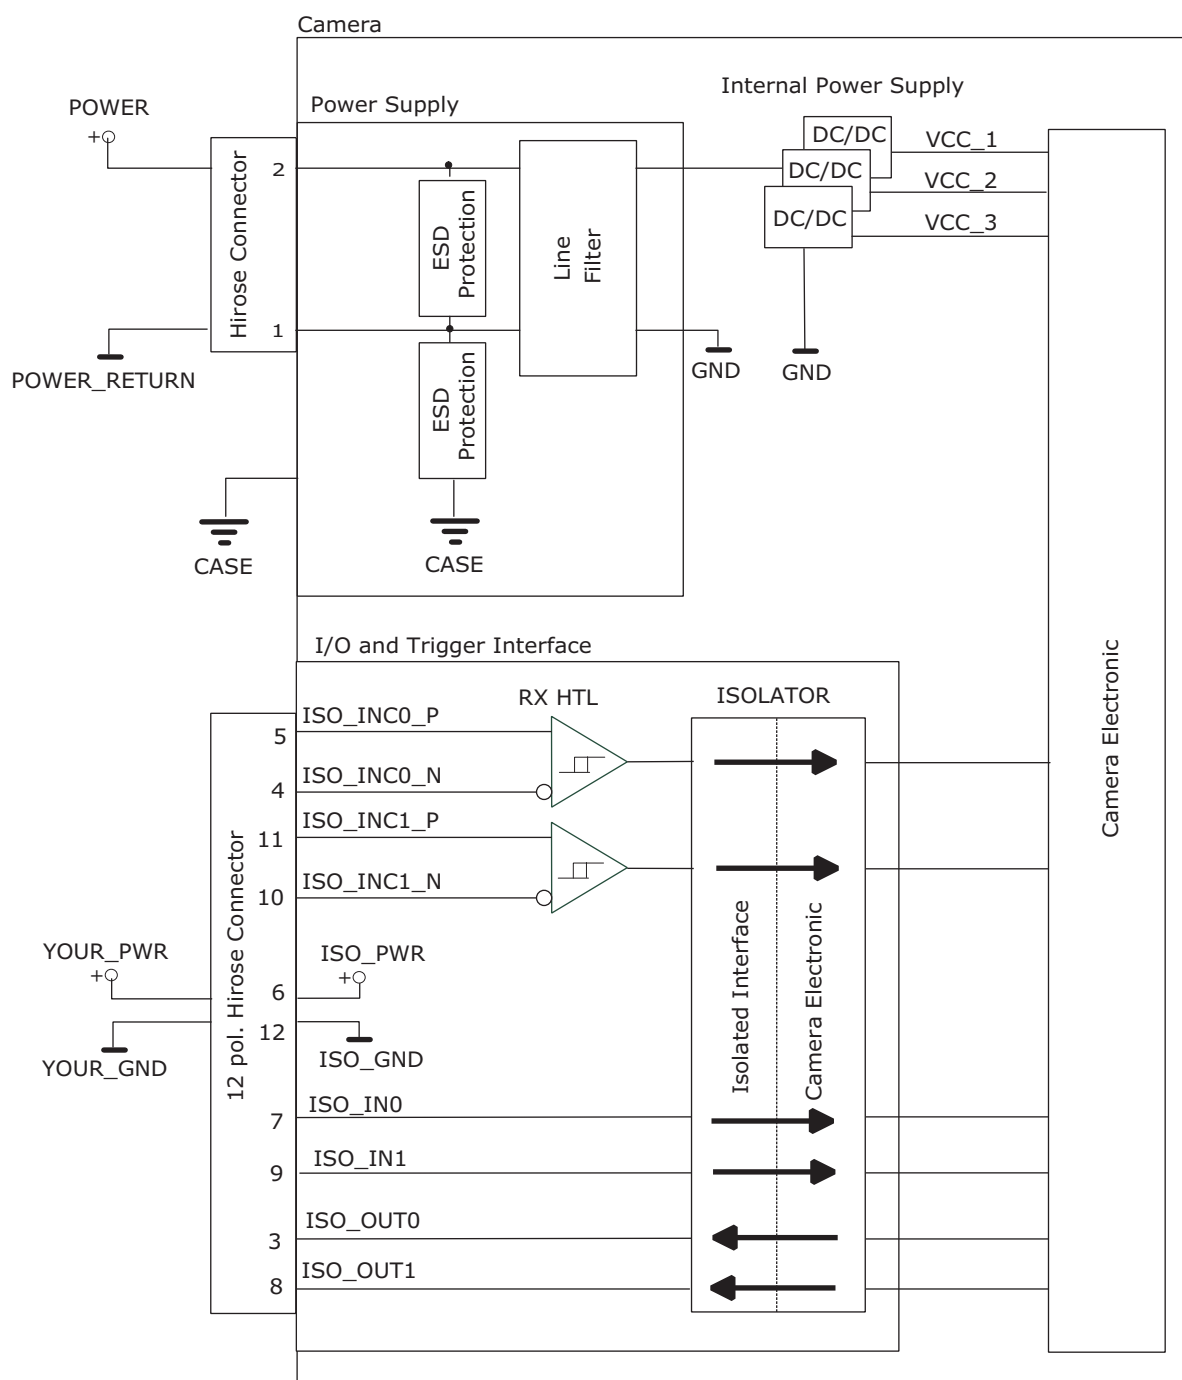 Camera
Internal Power Supply
POWER
+
Power Supply
Hirose Connector
2
1
ESD
Protection
Line
Filter
DC/DC
DC/DC
DC/DC
VCC_1
VCC_2
VCC_3
POWER_RETURN
ESD
Protection
GND
GND
CASE
CASE
Camera Electronic
I/O and Trigger Interface
RX HTL
ISOLATOR
12 pol. Hirose Connector
5
ISO_INC0_P
4
ISO_INC0_N
11
ISO_INC1_P
10
ISO_INC1_N
YOUR_PWR
+
6
ISO_PWR
+
12
YOUR_GND
ISO_GND
Isolated Interface
Camera Electronic
7
ISO_IN0
9
ISO_IN1
3
ISO_OUT0
8
ISO_OUT1